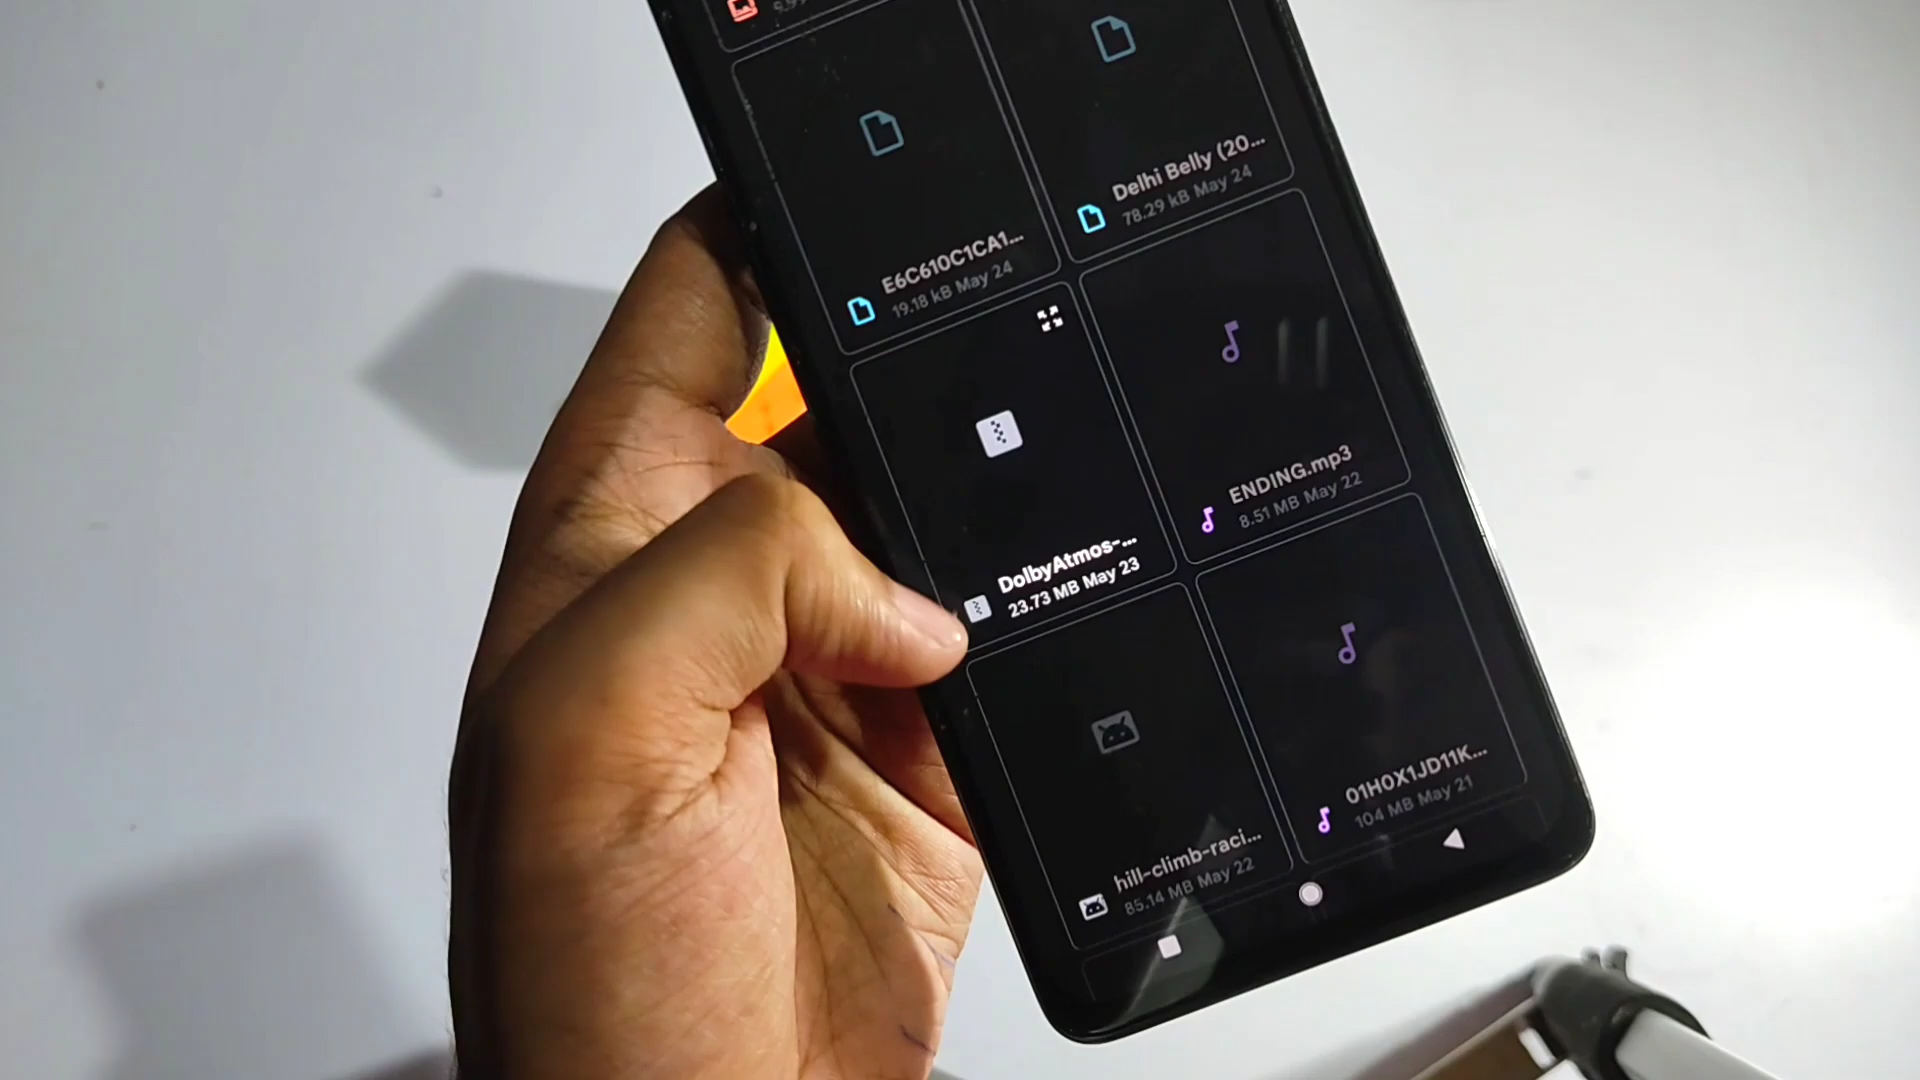 E6C610C1CA1...
19.18 kB May 24
Delhi Belly (20...
78.29 kB May 24
DolbyAtmos-...
23.73 MB May 23
ENDING.mp3
8.51 MB May 22
hill-climb-raci...
85.14 MB May 22
01H0X1JD11K...
104 MB May 21